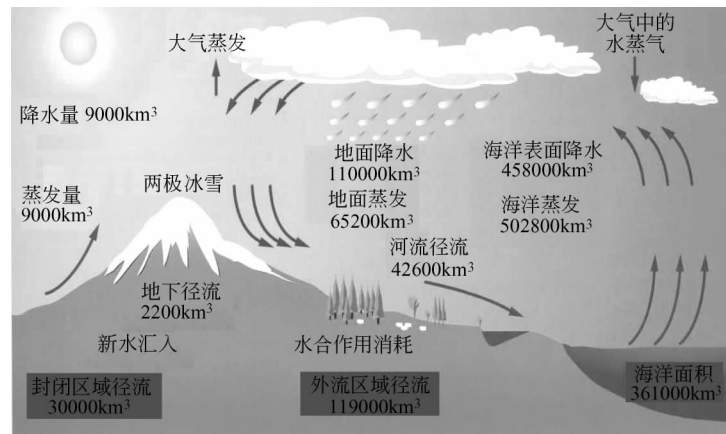 大气蒸发
大气中的
水蒸气
降水量 9000km³
地面降水
110000km³
海洋表面降水
458000km³
蒸发量
9000km³
两极冰雪
地面蒸发
65200km³
海洋蒸发
502800km³
河流径流
42600km³
地下径流
2200km³
新水汇入
水合作用消耗
封闭区域径流
30000km³
外流区域径流
119000km³
海洋面积
361000km³